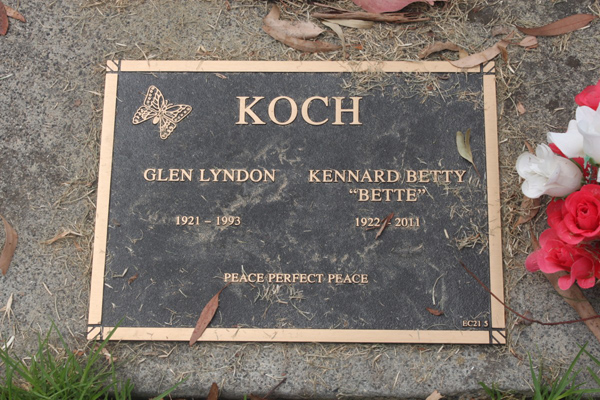 KOCH
GLEN LYNDON
1921 – 1993
KENNARD BETTY
“BETTE”
1922 – 2011
PEACE PERFECT PEACE
EC21 5